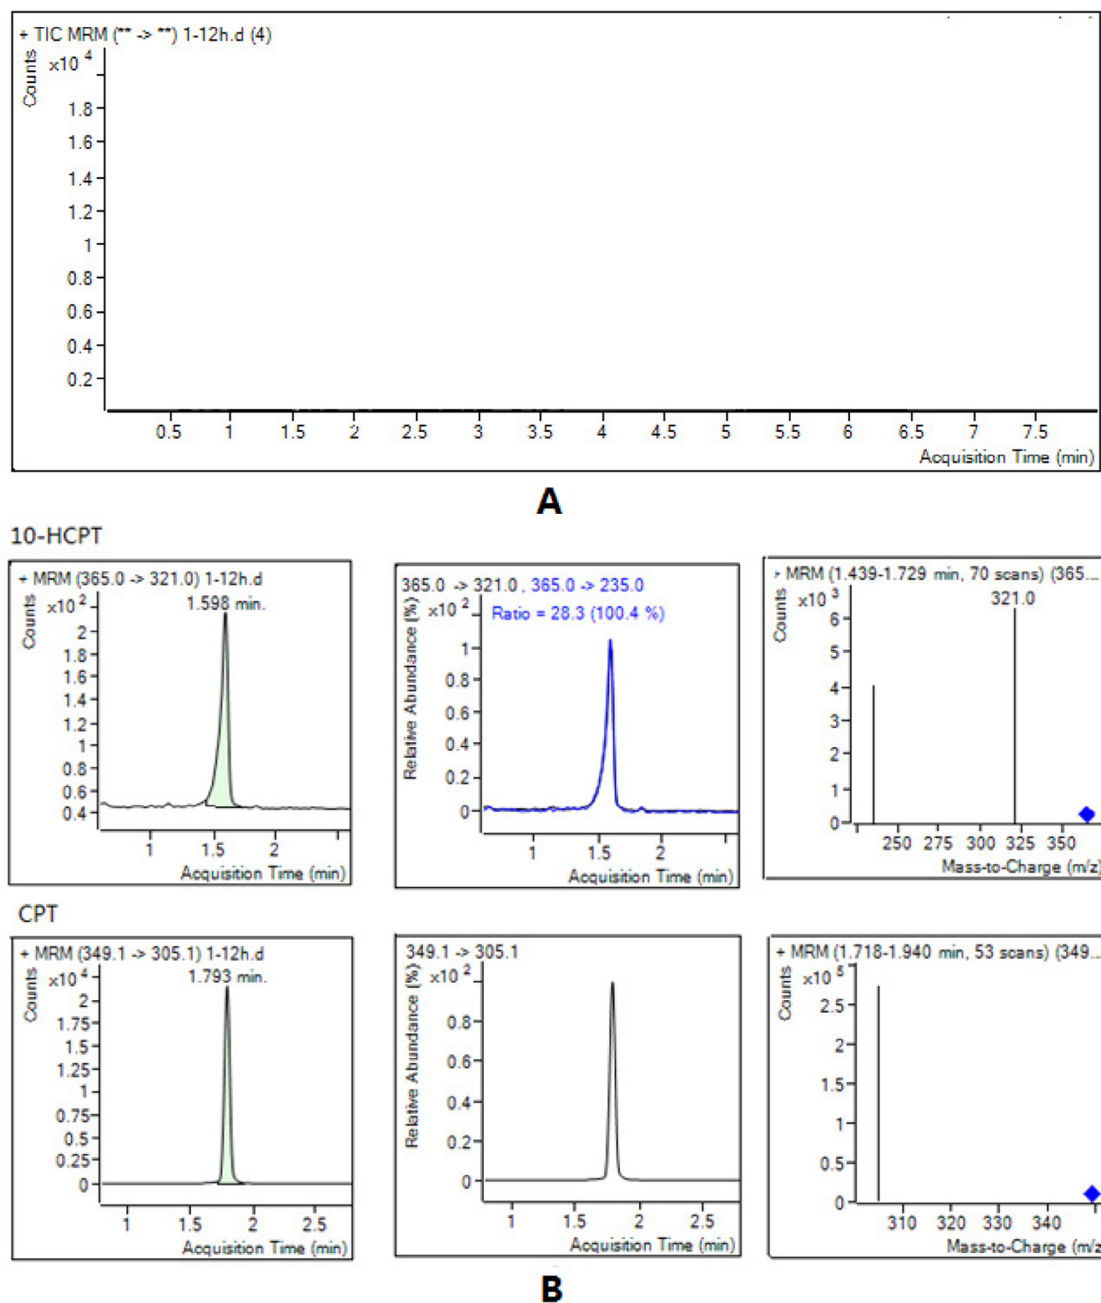 + TIC MRM (** -> **) 1-12h.d (4)
Counts
x10 4
1.8
1.6
1.4
1.2
1
0.8
0.6
0.4
0.2
0.5 1 1.5 2 2.5 3 3.5 4 4.5 5 5.5 6 6.5 7 7.5
Acquisition Time (min)
A
10-HCPT
+ MRM (365.0 -> 321.0) 1-12h.d
1.598 min.
Counts
x10 2
2
1.8
1.6
1.4
1.2
1
0.8
0.6
0.4
1 1.5 2
Acquisition Time (min)
365.0 -> 321.0 , 365.0 -> 235.0
Ratio = 28.3 (100.4 %)
Relative Abundance (%)
x10 2
1
0.8
0.6
0.4
0.2
0
1 1.5 2
Acquisition Time (min)
MRM (1.439-1.729 min, 70 scans) (365...
321.0
Counts
x10 3
6
5
4
3
2
1
0
250 275 300 325 350
Mass-to-Charge (m/z)
CPT
+ MRM (349.1 -> 305.1) 1-12h.d
1.793 min.
Counts
x10 4
2
1.75
1.5
1.25
1
0.75
0.5
0.25
0
1 1.5 2 2.5
Acquisition Time (min)
349.1 -> 305.1
Relative Abundance (%)
x10 2
0.8
0.6
0.4
0.2
0
1 1.5 2 2.5
Acquisition Time (min)
+ MRM (1.718-1.940 min, 53 scans) (349...
Counts
x10 5
2.5
2
1.5
1
0.5
0
310 320 330 340
Mass-to-Charge (m/z
B